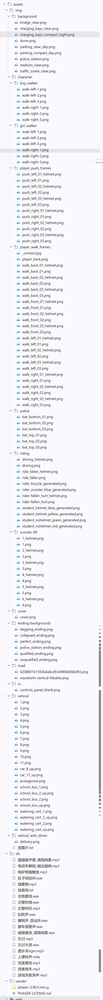 assets
img
background
bridge_clear.png
charging_bays_clear.png
charging_bays_compact_night.png
dorm.png
parking_clear_day.png
parking_compact_day.png
police_station.png
stadium_clear.png
traffic_scene_clear.png
character
boy_walker
walk-left-1.png
walk-left-2.png
walk-left-3.png
walk-right-1.png
walk-right-2.png
walk-right-3.png
girl_walker
walk-left-1.png
walk-left-2.png
walk-left-3.png
walk-right-1.png
walk-right-2.png
walk-right-3.png
player_push_frames
push_left_01_helmet.png
push_left_01.png
push_left_02_helmet.png
push_left_02.png
push_left_03_helmet.png
push_left_03.png
push_right_01_helmet.png
push_right_01.png
push_right_02_helmet.png
push_right_02.png
push_right_03_helmet.png
push_right_03.png
player_walk_frames
_contact.jpg
player_back.png
walk_back_01_helmet.png
walk_back_01.png
walk_back_02_helmet.png
walk_back_02.png
walk_back_03_helmet.png
walk_back_03.png
walk_front_01_helmet.png
walk_front_01.png
walk_front_02_helmet.png
walk_front_02.png
walk_front_03_helmet.png
walk_front_03.png
walk_left_01_helmet.png
walk_left_01.png
walk_left_02_helmet.png
walk_left_02.png
walk_left_03_helmet.png
walk_left_03.png
walk_right_01_helmet.png
walk_right_01.png
walk_right_02_helmet.png
walk_right_02.png
walk_right_03_helmet.png
walk_right_03.png
police
bat_bottom_01.png
bat_bottom_02.png
bat_bottom_03.png
bat_top_01.png
bat_top_02.png
bat_top_03.png
riding
driving_helmet.png
driving.png
ride_fallen_helmet.png
ride_fallen.png
rider_bicycle_generated.png
rider_scooter_blue_generated.png
rider-fallen_hurt_helmet.png
rider-fallen_hurt.png
student_helmet_blue_generated.png
student_helmet_yellow_generated.png
student_nohelmet_green_generated.png
student_nohelmet_red_generated.png
scooter-lift
1_helmet.png
1.png
2_helmet.png
2.png
3_helmet.png
3.png
4_helmet.png
4.png
5_helmet.png
5.png
6_helmet.png
6.png
cover
cover.png
ending-backgrounds
begging_ending.png
collapsed_ending.png
perfect_ending.png
police_station_ending.png
qualified_ending.png
unqualified_ending.png
road
620880161592b4a6cd53ef40b6066d93.png
xiaodianlv-vertical-tileable.png
ui
controls_panel_blank.png
vehical
1.png
2.png
3.png
4.png
5.png
6.png
7.png
8.png
9.png
10.png
11.png
car_8_up.png
car_11_up.png
protagonist.png
school_bus_1.png
school_bus_2_up.png
school_bus_2.png
school_bus_up.png
watering_cart_1.png
watering_cart_2_up.png
watering_cart_2.png
watering_cart_up.png
vehical_with_driver
delivery.png
放图片.txt
sfx
插插座声音_调高响度.mp3
电动车解锁_越近越响.mp3
电驴相撞触发.mp3
肚子咕咕叫.wav
饿晕倒.mp3
放音效.txt
合格音效.wav
交警吹哨.wav
交警呵斥.mp3
扣款声.wav
镣铐声_派出所.wav
挪车报警声.wav
碰撞音效_调高响度.wav
乞讨.mp3
乞讨大哭.wav
洒水车bgm.mp3
上课铃声.m4a
完美音效.mp3
违者拖车.mp3
游戏失败哭声.mp3
vendor
phaser-3.90.0.min.js
PHASER-LICENSE.md
web